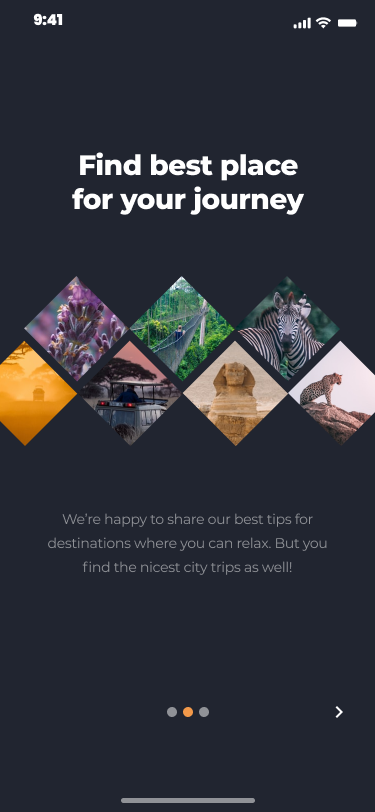 9:41
Find best place
for your journey
We're happy to share our best tips for
destinations where you can relax. But you
find the nicest city trips as well!